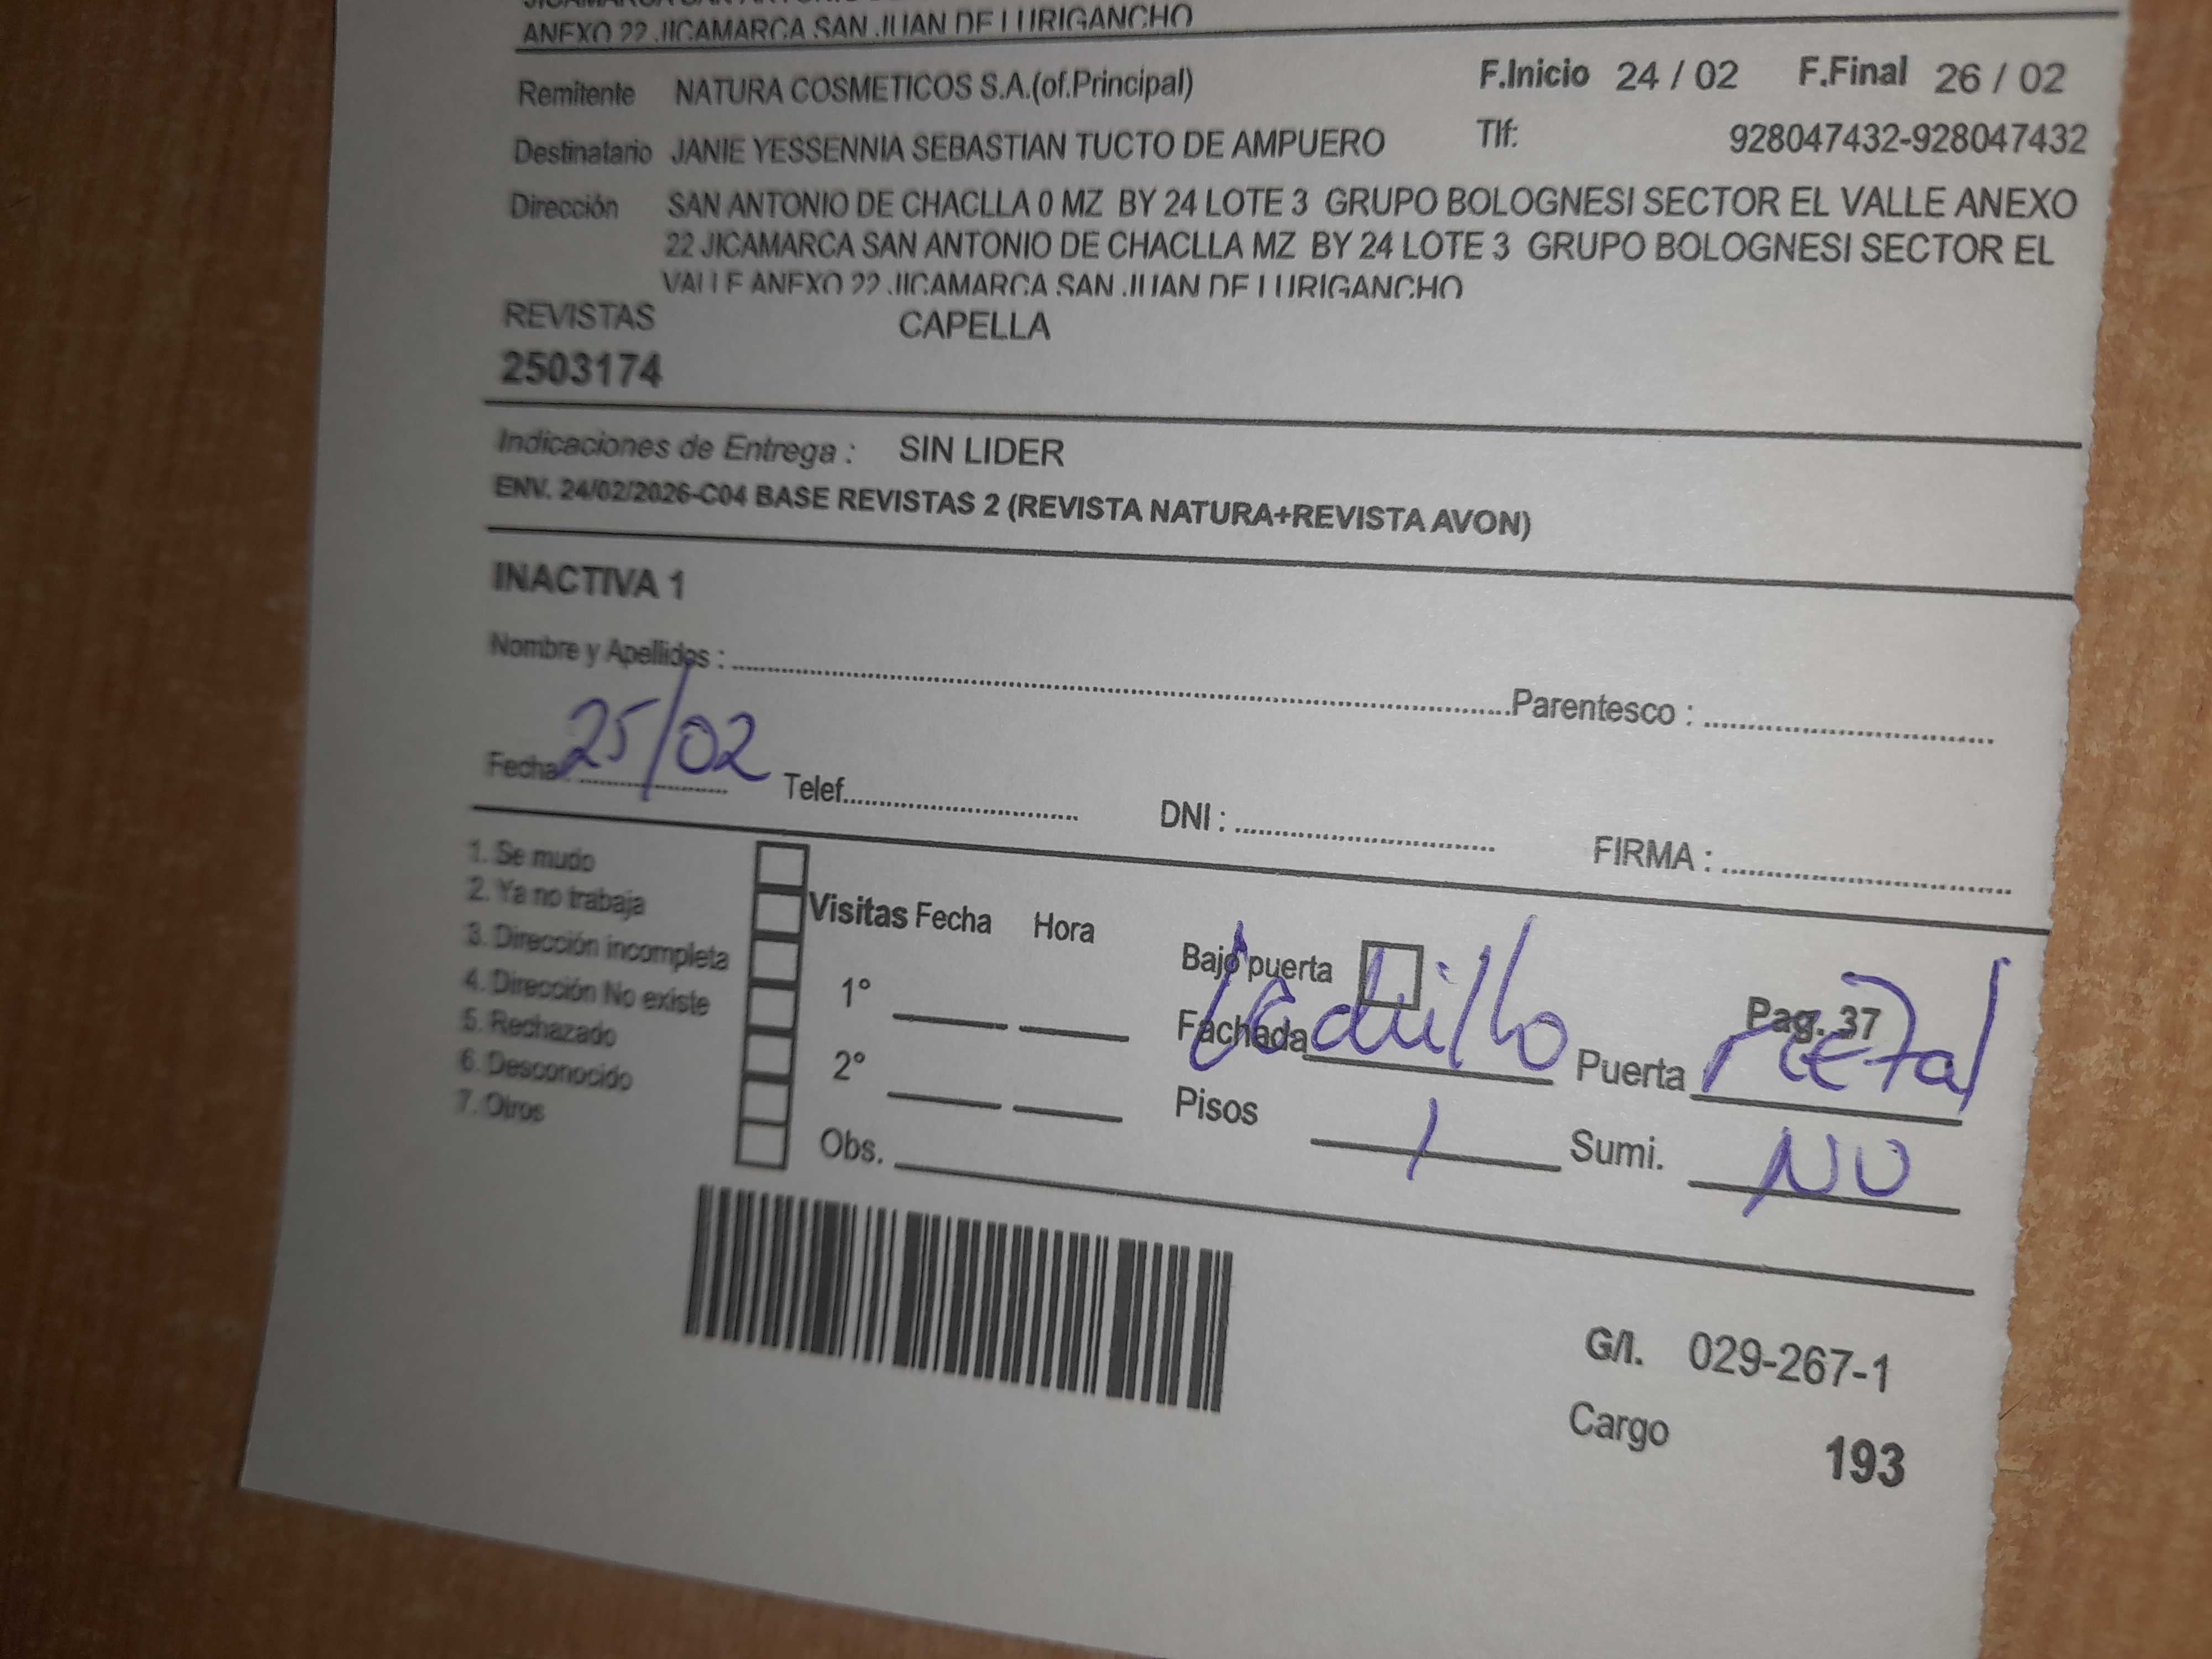 ANEXO 22 JICAMARCA SAN JUAN DE LURIGANCHO
Remitente NATURA COSMETICOS S.A.(of.Principal) F.Inicio 24 / 02 F.Final 26 / 02
Destinatario JANIE YESSENNIA SEBASTIAN TUCTO DE AMPUERO Tlf: 928047432-928047432
Dirección SAN ANTONIO DE CHACLLA 0 MZ BY 24 LOTE 3 GRUPO BOLOGNESI SECTOR EL VALLE ANEXO
22 JICAMARCA SAN ANTONIO DE CHACLLA MZ BY 24 LOTE 3 GRUPO BOLOGNESI SECTOR EL
VALLE ANEXO 22 JICAMARCA SAN JUAN DE LURIGANCHO
REVISTAS CAPELLA
2503174
Indicaciones de Entrega : SIN LIDER
ENV. 24/02/2026-C04 BASE REVISTAS 2 (REVISTA NATURA+REVISTA AVON)
INACTIVA 1
Nombre y Apellidos : Parentesco :
Fecha 25/02 Telef. DNI : FIRMA :
1. Se mudo
2. Ya no trabaja
3. Dirección incompleta
4. Dirección No existe
5. Rechazado
6. Desconocido
7. Otros
Visitas Fecha Hora
1°
2°
Obs.
Bajo puerta Pag. 37
Fachada Ladrillo Puerta metal
Pisos 1 Sumi. NO
G/I. 029-267-1
Cargo 193